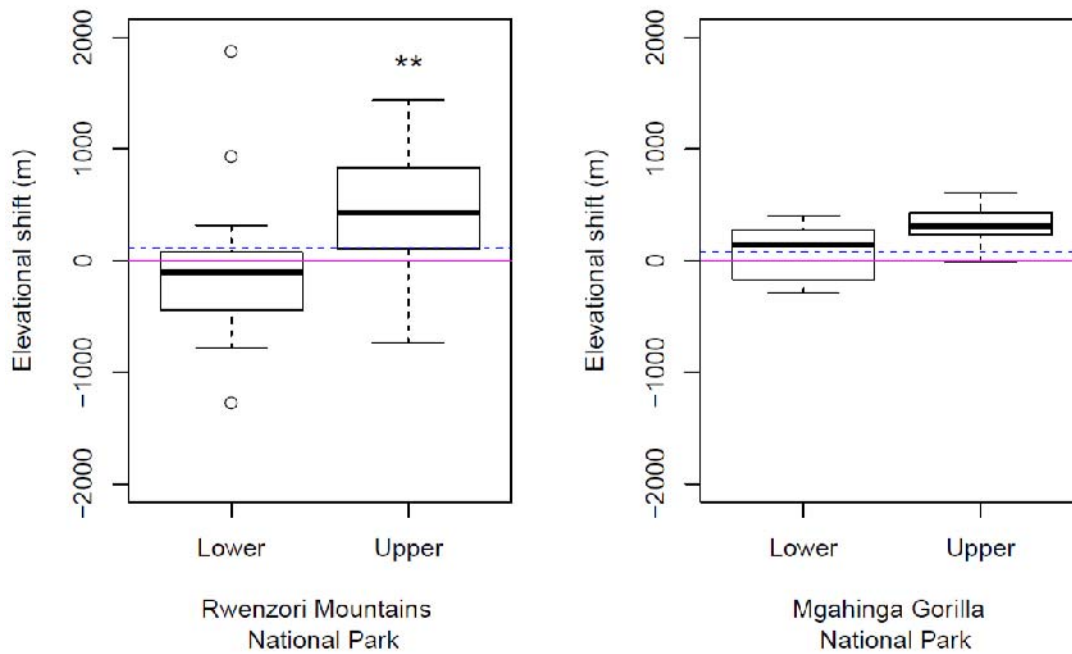 Elevational shift (m)
2000
1000
0
−1000
−2000
**
Lower
Upper
Rwenzori Mountains
National Park
Elevational shift (m)
2000
1000
0
−1000
−2000
Lower
Upper
Mgahinga Gorilla
National Park